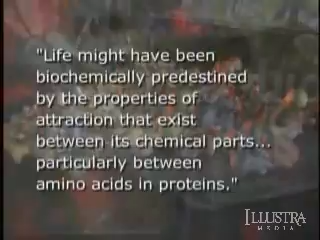 "Life might have been
biochemically predestined
by the properties of
attraction that exist
between its chemical parts...
particularly between
amino acids in proteins."
ILLUSTRA
MEDIA